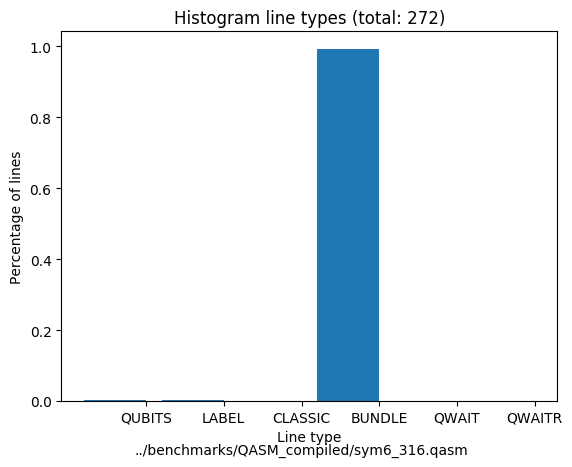 Histogram line types (total: 272)
Percentage of lines
1.0
0.8
0.6
0.4
0.2
0.0
QUBITS LABEL CLASSIC BUNDLE QWAIT QWAITR
Line type
../benchmarks/QASM_compiled/sym6_316.qasm